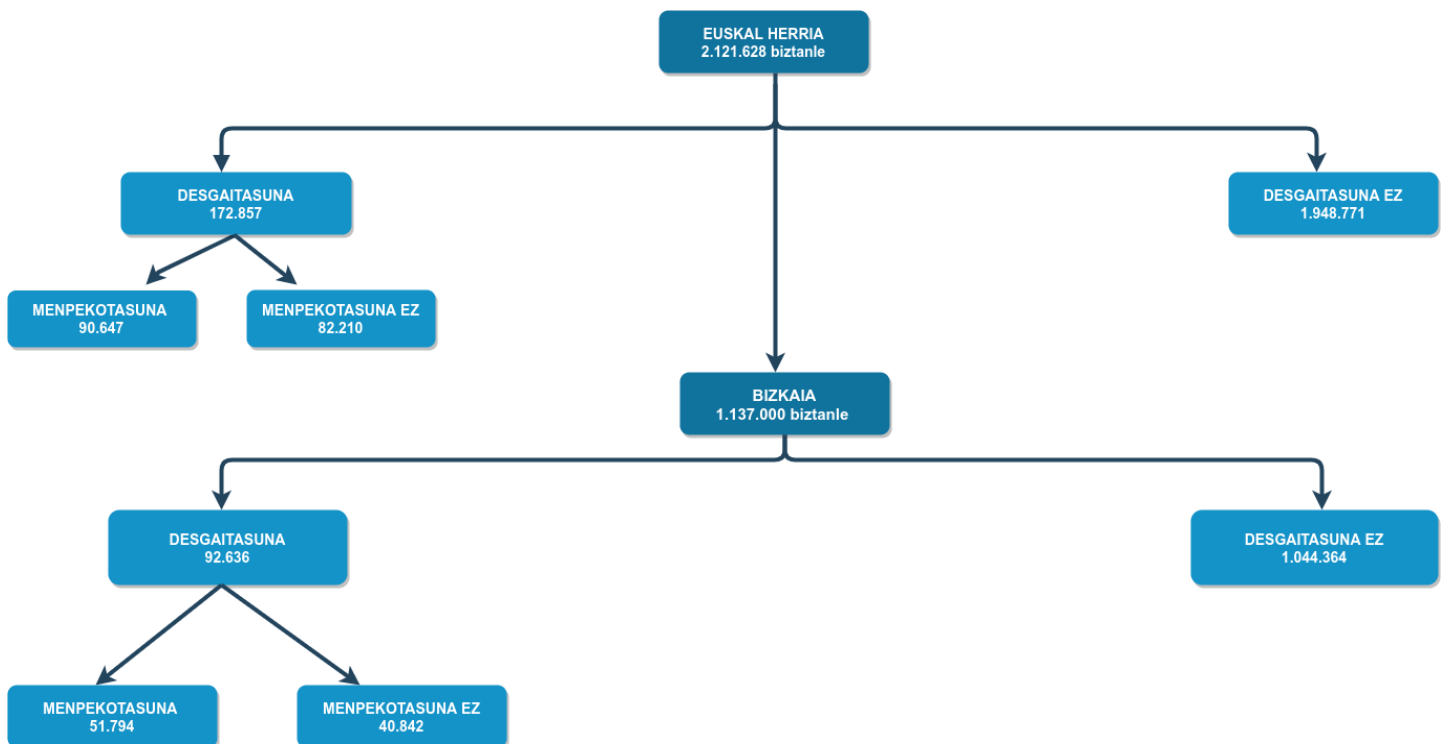 EUSKAL HERRIA
2.121.628 biztanle
DESGAITASUNA
172.857
DESGAITASUNA EZ
1.948.771
MENPEKOTASUNA
90.647
MENPEKOTASUNA EZ
82.210
BIZKAIA
1.137.000 biztanle
DESGAITASUNA
92.636
DESGAITASUNA EZ
1.044.364
MENPEKOTASUNA
51.794
MENPEKOTASUNA EZ
40.842